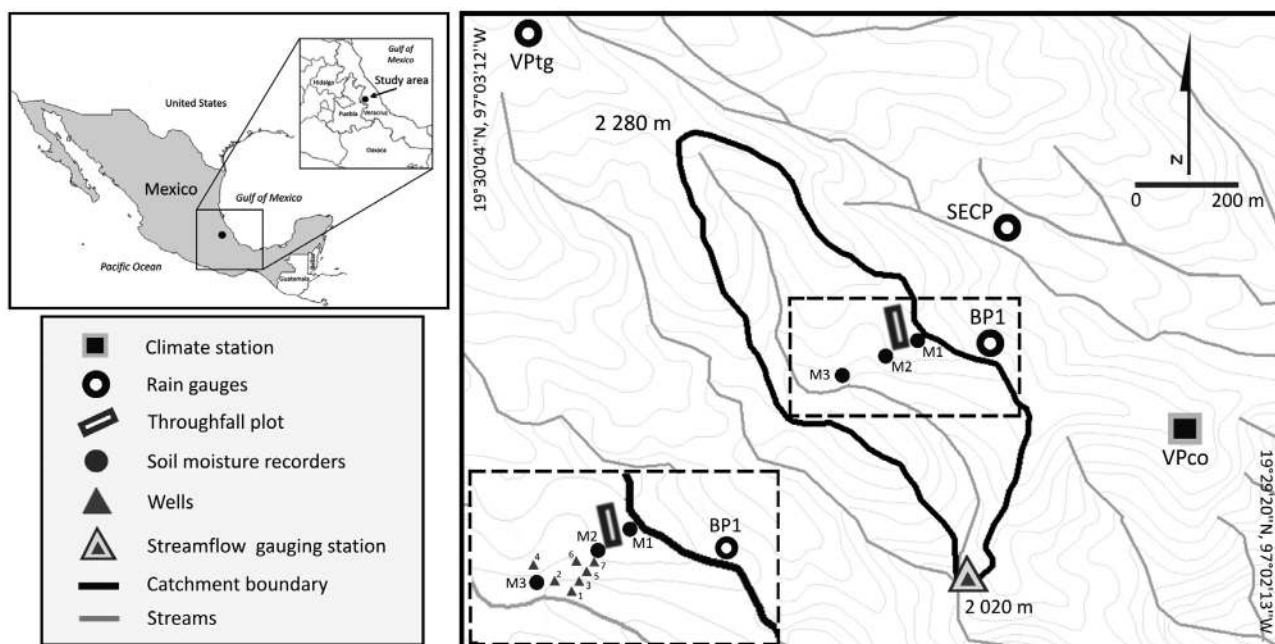 United States
Mexico
Gulf of Mexico
Pacific Ocean
Guatemala
Gulf of
Mexico
Study area
Hidalgo
Puebla
Veracruz
Oaxaca
Climate station
Rain gauges
Throughfall plot
Soil moisture recorders
Wells
Streamflow gauging station
Catchment boundary
Streams
19°30'04''N, 97°03'12''W
VPtg
2 280 m
N
0 200 m
SECP
BP1
M1
M2
M3
VPco
19°29'20''N, 97°02'13''W
2 020 m
BP1
M1
M2
M3
4
6
7
5
2
3
1